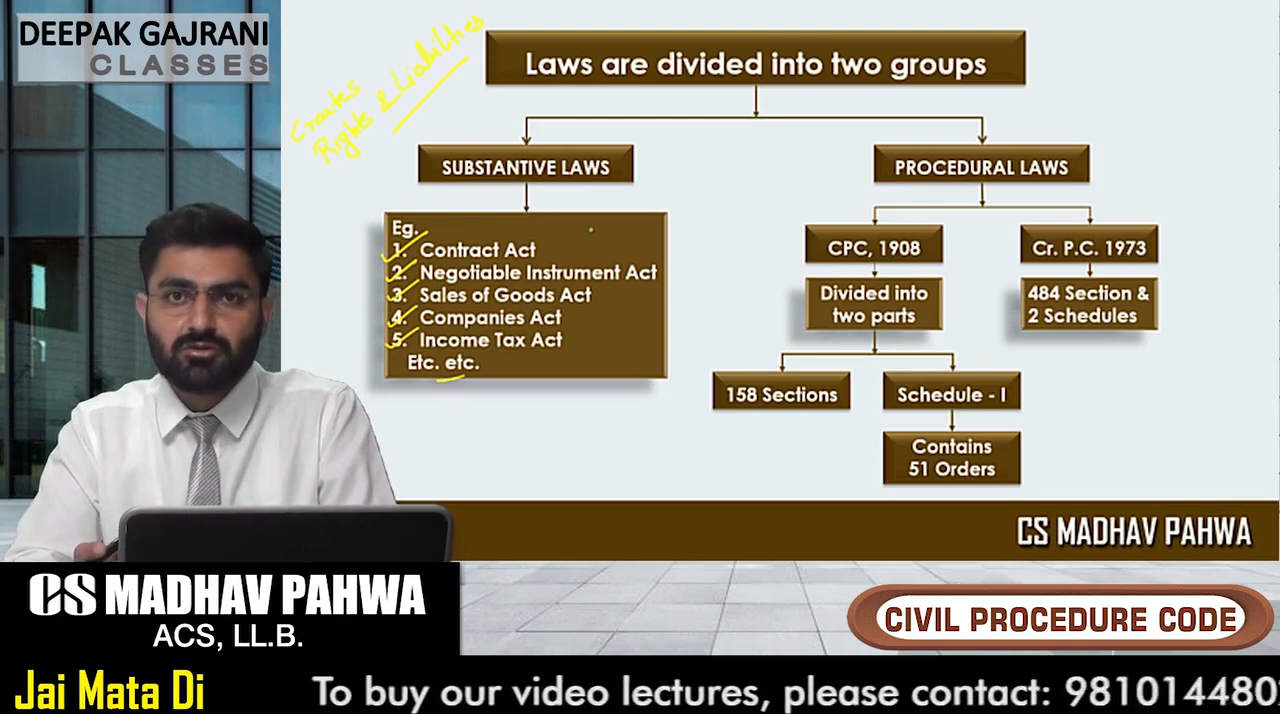 DEEPAK GAJRANI
CLASSES
Creates
Rights & Liabilities
Laws are divided into two groups
SUBSTANTIVE LAWS
Eg.
1. Contract Act
2. Negotiable Instrument Act
3. Sales of Goods Act
4. Companies Act
5. Income Tax Act
Etc. etc.
PROCEDURAL LAWS
CPC, 1908
Divided into
two parts
158 Sections
Schedule - I
Contains
51 Orders
Cr. P.C. 1973
484 Section &
2 Schedules
CS MADHAV PAHWA
CS MADHAV PAHWA
ACS, LL.B.
CIVIL PROCEDURE CODE
Jai Mata Di
To buy our video lectures, please contact: 981014480